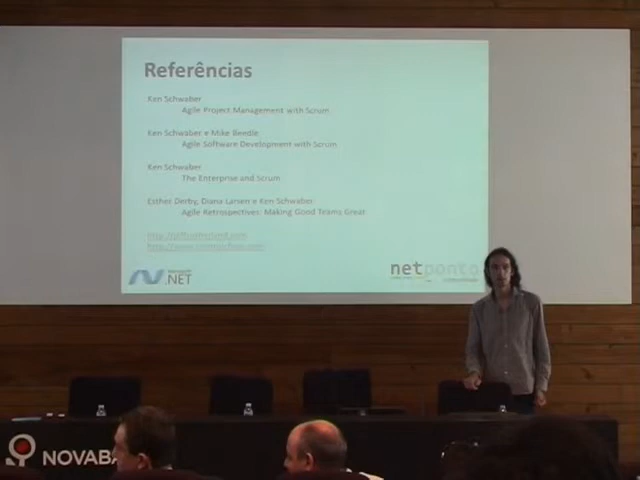 Referências
Ken Schwaber
Agile Project Management with Scrum
Ken Schwaber e Mike Beedle
Agile Software Development with Scrum
Ken Schwaber
The Enterprise and Scrum
Esther Derby, Diana Larsen e Ken Schwaber
Agile Retrospectives: Making Good Teams Great
Microsoft
.NET
netponto
NOVABA